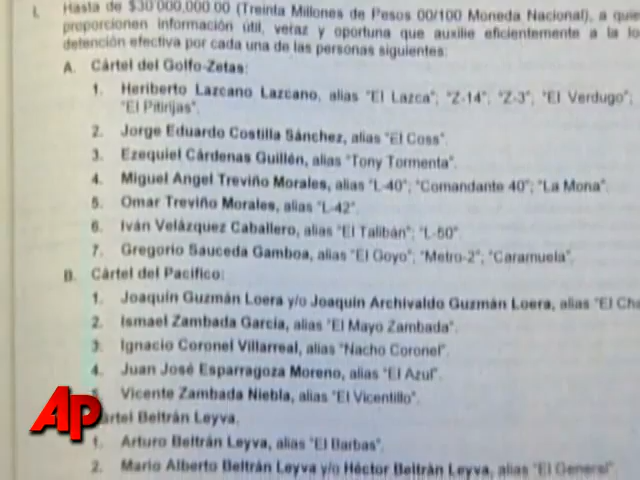 I. Hasta de $30'000,000.00 (Treinta Millones de Pesos 00/100 Moneda Nacional), a quie
proporcionen información útil, veraz y oportuna que auxilie eficientemente a la lo
detención efectiva por cada una de las personas siguientes:
A. Cártel del Golfo-Zetas:
1. Heriberto Lazcano Lazcano, alias "El Lazca"; "Z-14"; "Z-3"; "El Verdugo";
"El Pitirijas".
2. Jorge Eduardo Costilla Sánchez, alias "El Coss".
3. Ezequiel Cárdenas Guillén, alias "Tony Tormenta".
4. Miguel Angel Treviño Morales, alias "L-40"; "Comandante 40"; "La Mona".
5. Omar Treviño Morales, alias "L-42".
6. Iván Velázquez Caballero, alias "El Talibán"; "L-50".
7. Gregorio Sauceda Gamboa, alias "El Goyo"; "Metro-2"; "Caramuela".
B. Cártel del Pacífico:
1. Joaquín Guzmán Loera y/o Joaquín Archivaldo Guzmán Loera, alias "El Cha
2. Ismael Zambada García, alias "El Mayo Zambada".
3. Ignacio Coronel Villarreal, alias "Nacho Coronel".
4. Juan José Esparragoza Moreno, alias "El Azul".
Vicente Zambada Niebla, alias "El Vicentillo".
ártel Beltrán Leyva.
1. Arturo Beltrán Leyva, alias "El Barbas".
2. Mario Alberto Beltrán Leyva y/o Héctor Beltrán Leyva, alias "El General".
AP